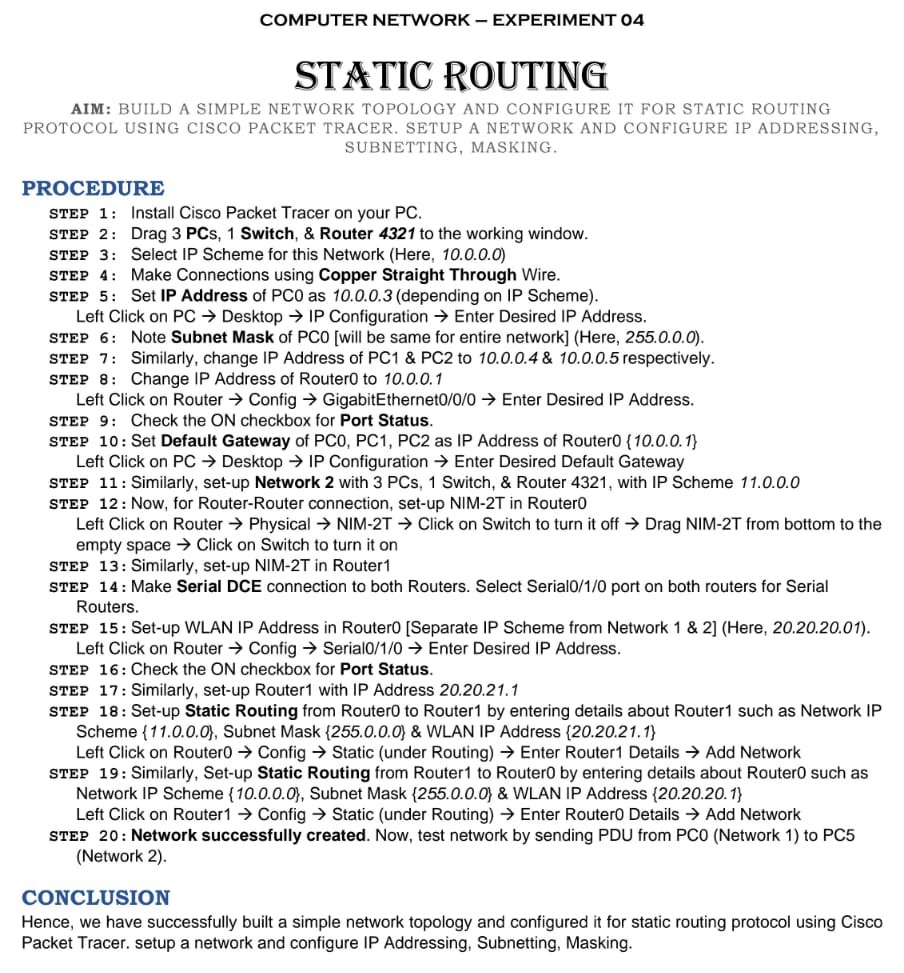 COMPUTER NETWORK – EXPERIMENT 04
STATIC ROUTING
AIM: BUILD A SIMPLE NETWORK TOPOLOGY AND CONFIGURE IT FOR STATIC ROUTING
PROTOCOL USING CISCO PACKET TRACER. SETUP A NETWORK AND CONFIGURE IP ADDRESSING,
SUBNETTING, MASKING.
PROCEDURE
STEP 1: Install Cisco Packet Tracer on your PC.
STEP 2: Drag 3 PCs, 1 Switch, & Router 4321 to the working window.
STEP 3: Select IP Scheme for this Network (Here, 10.0.0.0)
STEP 4: Make Connections using Copper Straight Through Wire.
STEP 5: Set IP Address of PC0 as 10.0.0.3 (depending on IP Scheme).
Left Click on PC → Desktop → IP Configuration → Enter Desired IP Address.
STEP 6: Note Subnet Mask of PC0 [will be same for entire network] (Here, 255.0.0.0).
STEP 7: Similarly, change IP Address of PC1 & PC2 to 10.0.0.4 & 10.0.0.5 respectively.
STEP 8: Change IP Address of Router0 to 10.0.0.1
Left Click on Router → Config → GigabitEthernet0/0/0 → Enter Desired IP Address.
STEP 9: Check the ON checkbox for Port Status.
STEP 10: Set Default Gateway of PC0, PC1, PC2 as IP Address of Router0 {10.0.0.1}
Left Click on PC → Desktop → IP Configuration → Enter Desired Default Gateway
STEP 11: Similarly, set-up Network 2 with 3 PCs, 1 Switch, & Router 4321, with IP Scheme 11.0.0.0
STEP 12: Now, for Router-Router connection, set-up NIM-2T in Router0
Left Click on Router → Physical → NIM-2T → Click on Switch to turn it off → Drag NIM-2T from bottom to the
empty space → Click on Switch to turn it on
STEP 13: Similarly, set-up NIM-2T in Router1
STEP 14: Make Serial DCE connection to both Routers. Select Serial0/1/0 port on both routers for Serial
Routers.
STEP 15: Set-up WLAN IP Address in Router0 [Separate IP Scheme from Network 1 & 2] (Here, 20.20.20.01).
Left Click on Router → Config → Serial0/1/0 → Enter Desired IP Address.
STEP 16: Check the ON checkbox for Port Status.
STEP 17: Similarly, set-up Router1 with IP Address 20.20.21.1
STEP 18: Set-up Static Routing from Router0 to Router1 by entering details about Router1 such as Network IP
Scheme {11.0.0.0}, Subnet Mask {255.0.0.0} & WLAN IP Address {20.20.21.1}
Left Click on Router0 → Config → Static (under Routing) → Enter Router1 Details → Add Network
STEP 19: Similarly, Set-up Static Routing from Router1 to Router0 by entering details about Router0 such as
Network IP Scheme {10.0.0.0}, Subnet Mask {255.0.0.0} & WLAN IP Address {20.20.20.1}
Left Click on Router1 → Config → Static (under Routing) → Enter Router0 Details → Add Network
STEP 20: Network successfully created. Now, test network by sending PDU from PC0 (Network 1) to PC5
(Network 2).
CONCLUSION
Hence, we have successfully built a simple network topology and configured it for static routing protocol using Cisco
Packet Tracer. setup a network and configure IP Addressing, Subnetting, Masking.